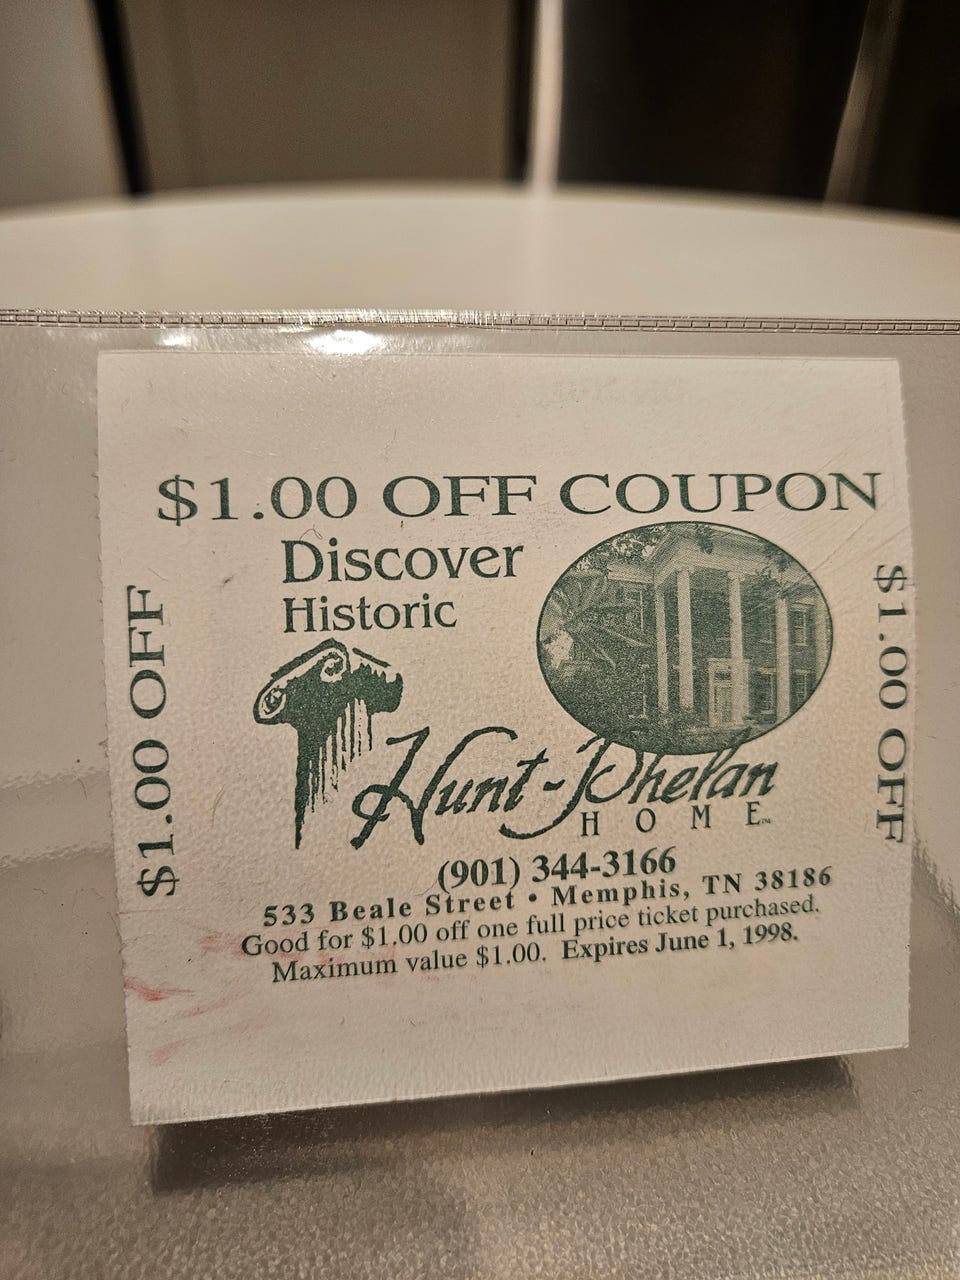 $1.00 OFF COUPON
Discover
Historic
Hunt-Phelan
HOME™
(901) 344-3166
533 Beale Street • Memphis, TN 38186
Good for $1.00 off one full price ticket purchased.
Maximum value $1.00. Expires June 1, 1998.
$1.00 OFF
$1.00 OFF